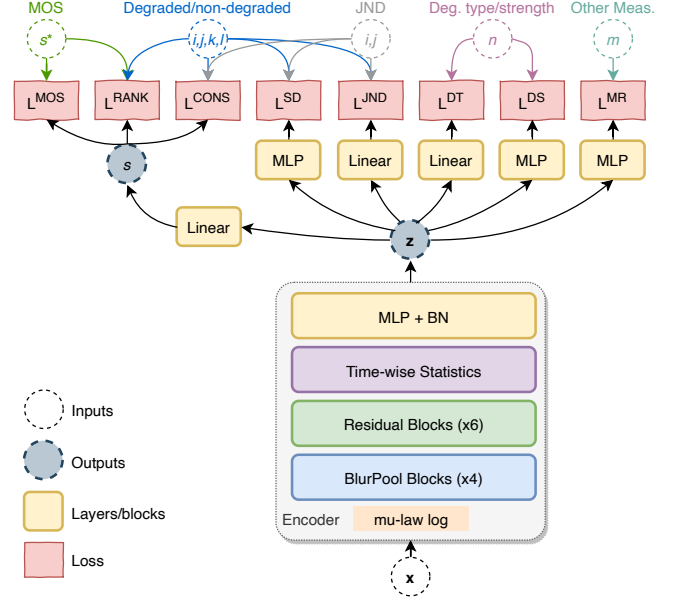 MOS Degraded/non-degraded JND Deg. type/strength Other Meas.
s* i,j,k,l i,j n m
L^MOS L^RANK L^CONS L^SD L^JND L^DT L^DS L^MR
MLP Linear Linear MLP MLP
s
Linear z
MLP + BN
Time-wise Statistics
Residual Blocks (x6)
BlurPool Blocks (x4)
Encoder mu-law log
x
Inputs
Outputs
Layers/blocks
Loss